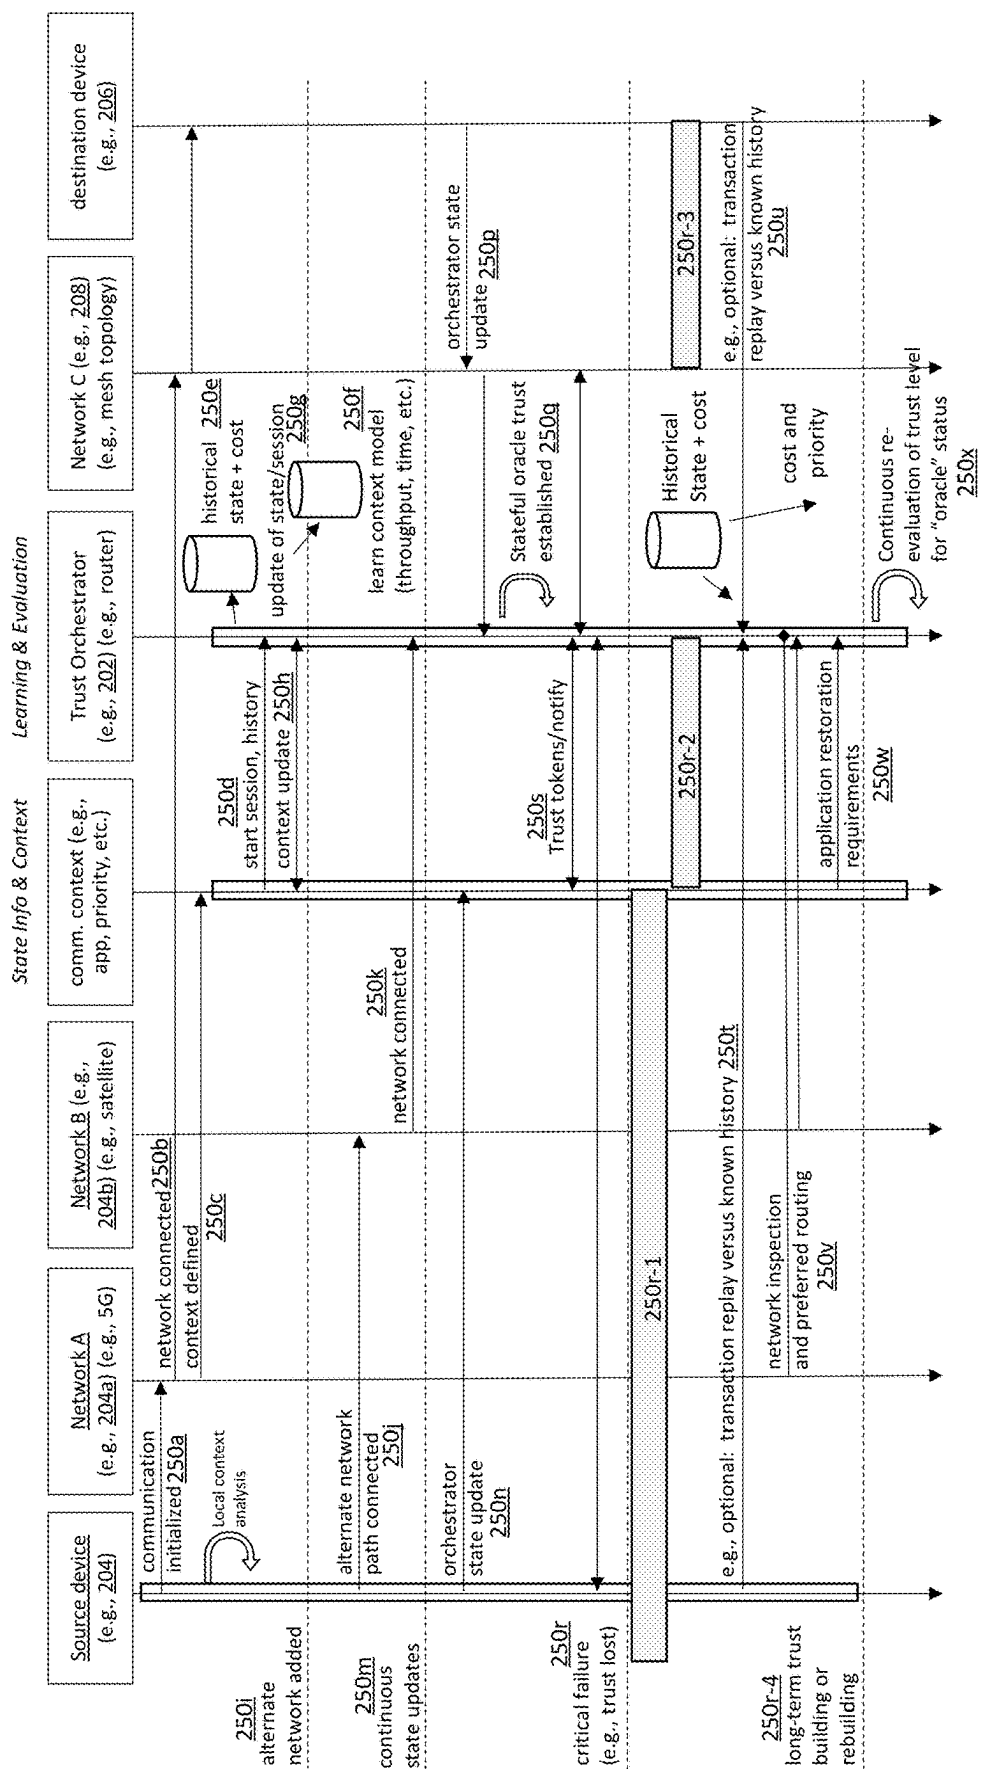 State Info & Context
Learning & Evaluation
Source device
(e.g., 204)
Network A
(e.g., 204a) (e.g., 5G)
Network B (e.g.,
204b) (e.g., satellite)
comm. context (e.g.,
app, priority, etc.)
Trust Orchestrator
(e.g., 202) (e.g., router)
Network C (e.g., 208)
(e.g., mesh topology)
destination device
(e.g., 206)
communication
initialized 250a
network connected 250b
context defined
250c
Local context
analysis
250d
start session, history
context update 250h
historical 250e
state + cost
update of state/session
250g
250f
learn context model
(throughput, time, etc.)
250i
alternate
network added
alternate network
path connected 250j
250k
network connected
250m
continuous
state updates
orchestrator
state update
250n
orchestrator state
update 250p
Stateful oracle trust
established 250q
250s
Trust tokens/notify
250r
critical failure
(e.g., trust lost)
250r-1
250r-2
250r-3
Historical
State + cost
e.g., optional: transaction replay versus known history 250t
e.g., optional: transaction
replay versus known history
250u
250r-4
long-term trust
building or
rebuilding
network inspection
and preferred routing
250v
cost and
priority
application restoration
requirements
250w
Continuous re-
evaluation of trust level
for “oracle” status
250x